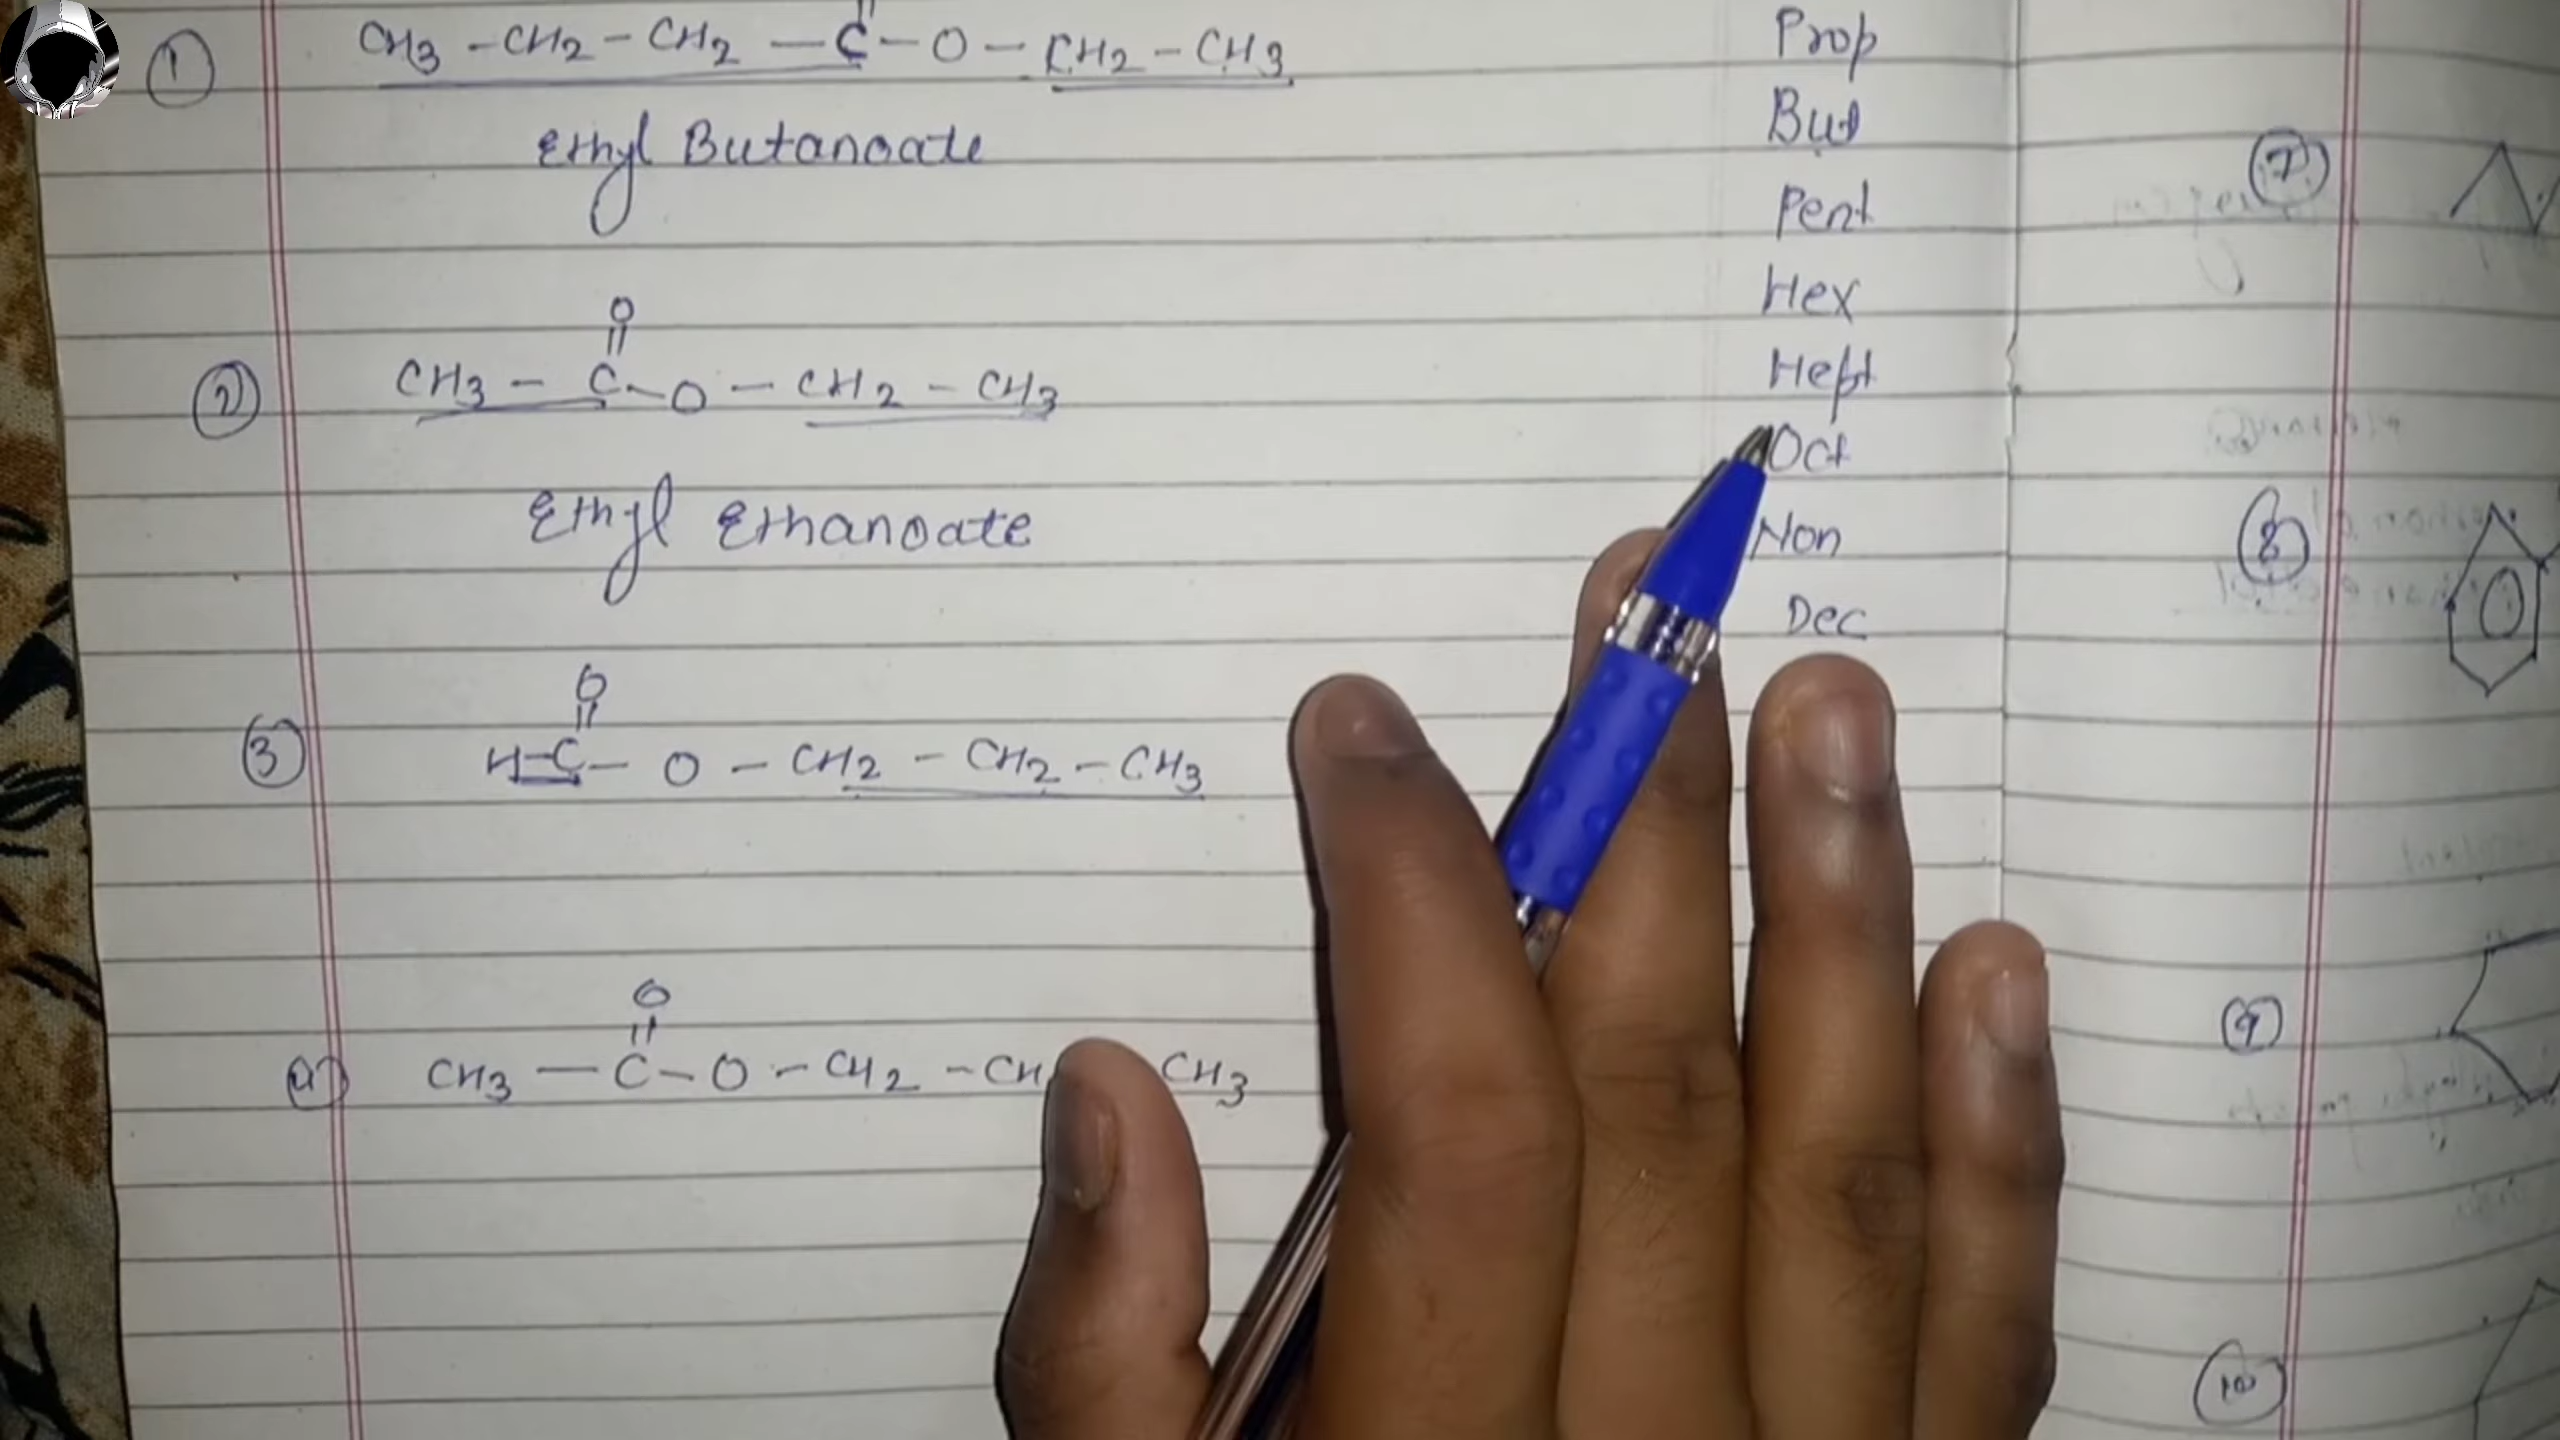 ① CH3 - CH2 - CH2 - C - O - CH2 - CH3
Ethyl Butanoate
O
||
② CH3 - C - O - CH2 - CH3
Ethyl Ethanoate
O
||
③ H-C - O - CH2 - CH2 - CH3
O
||
CH3 - C - O - CH2 - CH CH3
Prop
But
Pent
Hex
Hept
Oct
Non
Dec
⑦
⑧
⑨
⑩